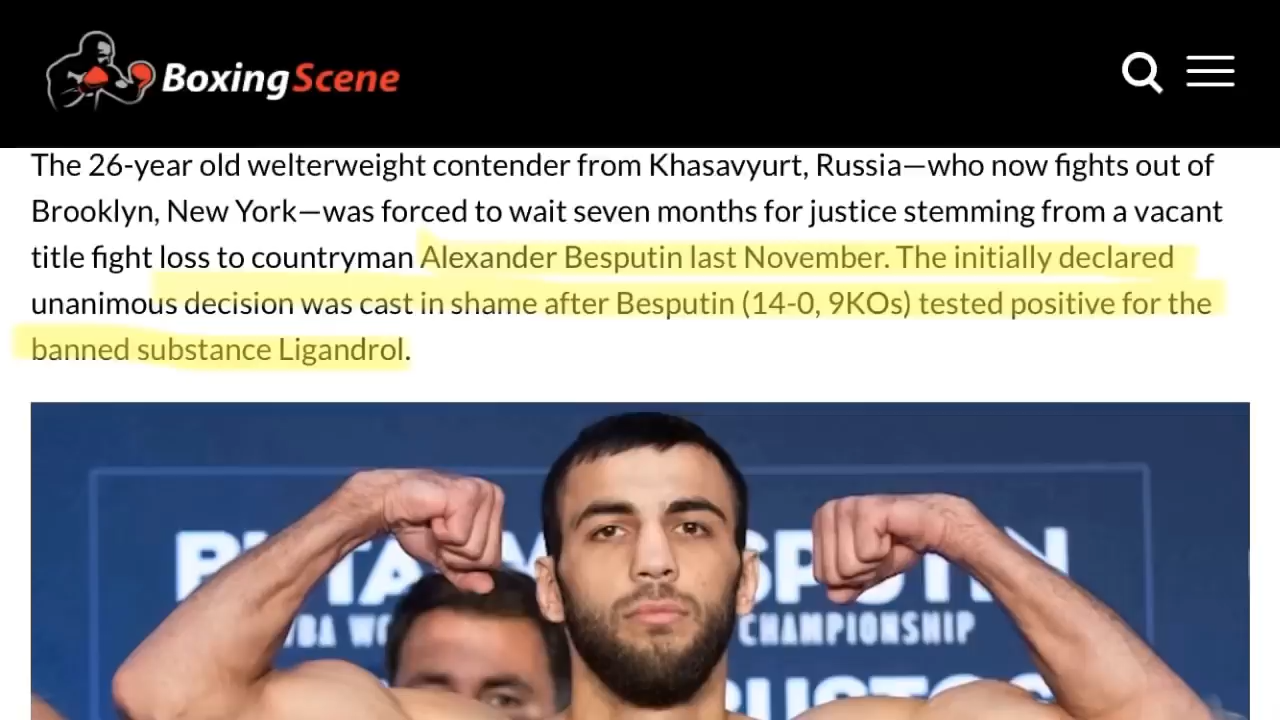 BoxingScene
The 26-year old welterweight contender from Khasavyurt, Russia—who now fights out of
Brooklyn, New York—was forced to wait seven months for justice stemming from a vacant
title fight loss to countryman Alexander Besputin last November. The initially declared
unanimous decision was cast in shame after Besputin (14-0, 9KOs) tested positive for the
banned substance Ligandrol.
CHAMPIONSHIP